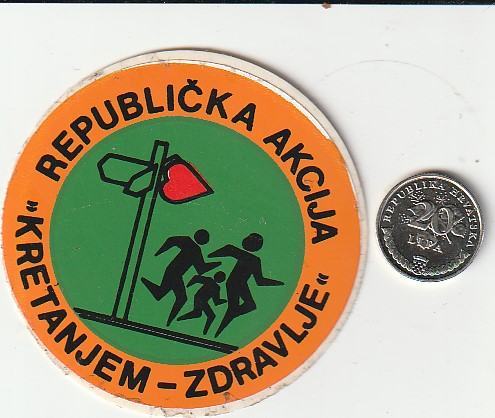 REPUBLIČKA AKCIJA
"KRETANJEM – ZDRAVLJE"
REPUBLIKA HRVATSKA
20
LIPA